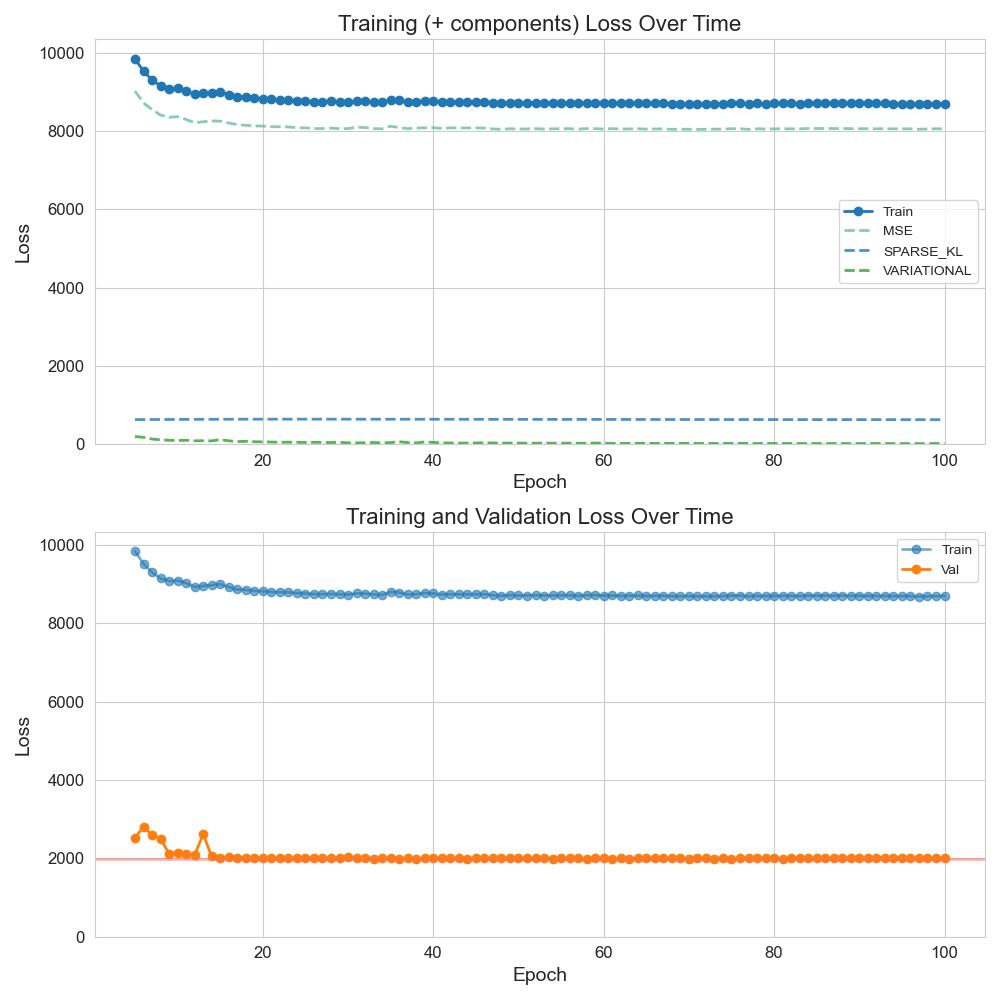 Training (+ components) Loss Over Time
10000
8000
6000
4000
2000
0
Loss
Train
MSE
SPARSE_KL
VARIATIONAL
20 40 60 80 100
Epoch
Training and Validation Loss Over Time
10000
8000
6000
4000
2000
0
Loss
Train
Val
20 40 60 80 100
Epoch